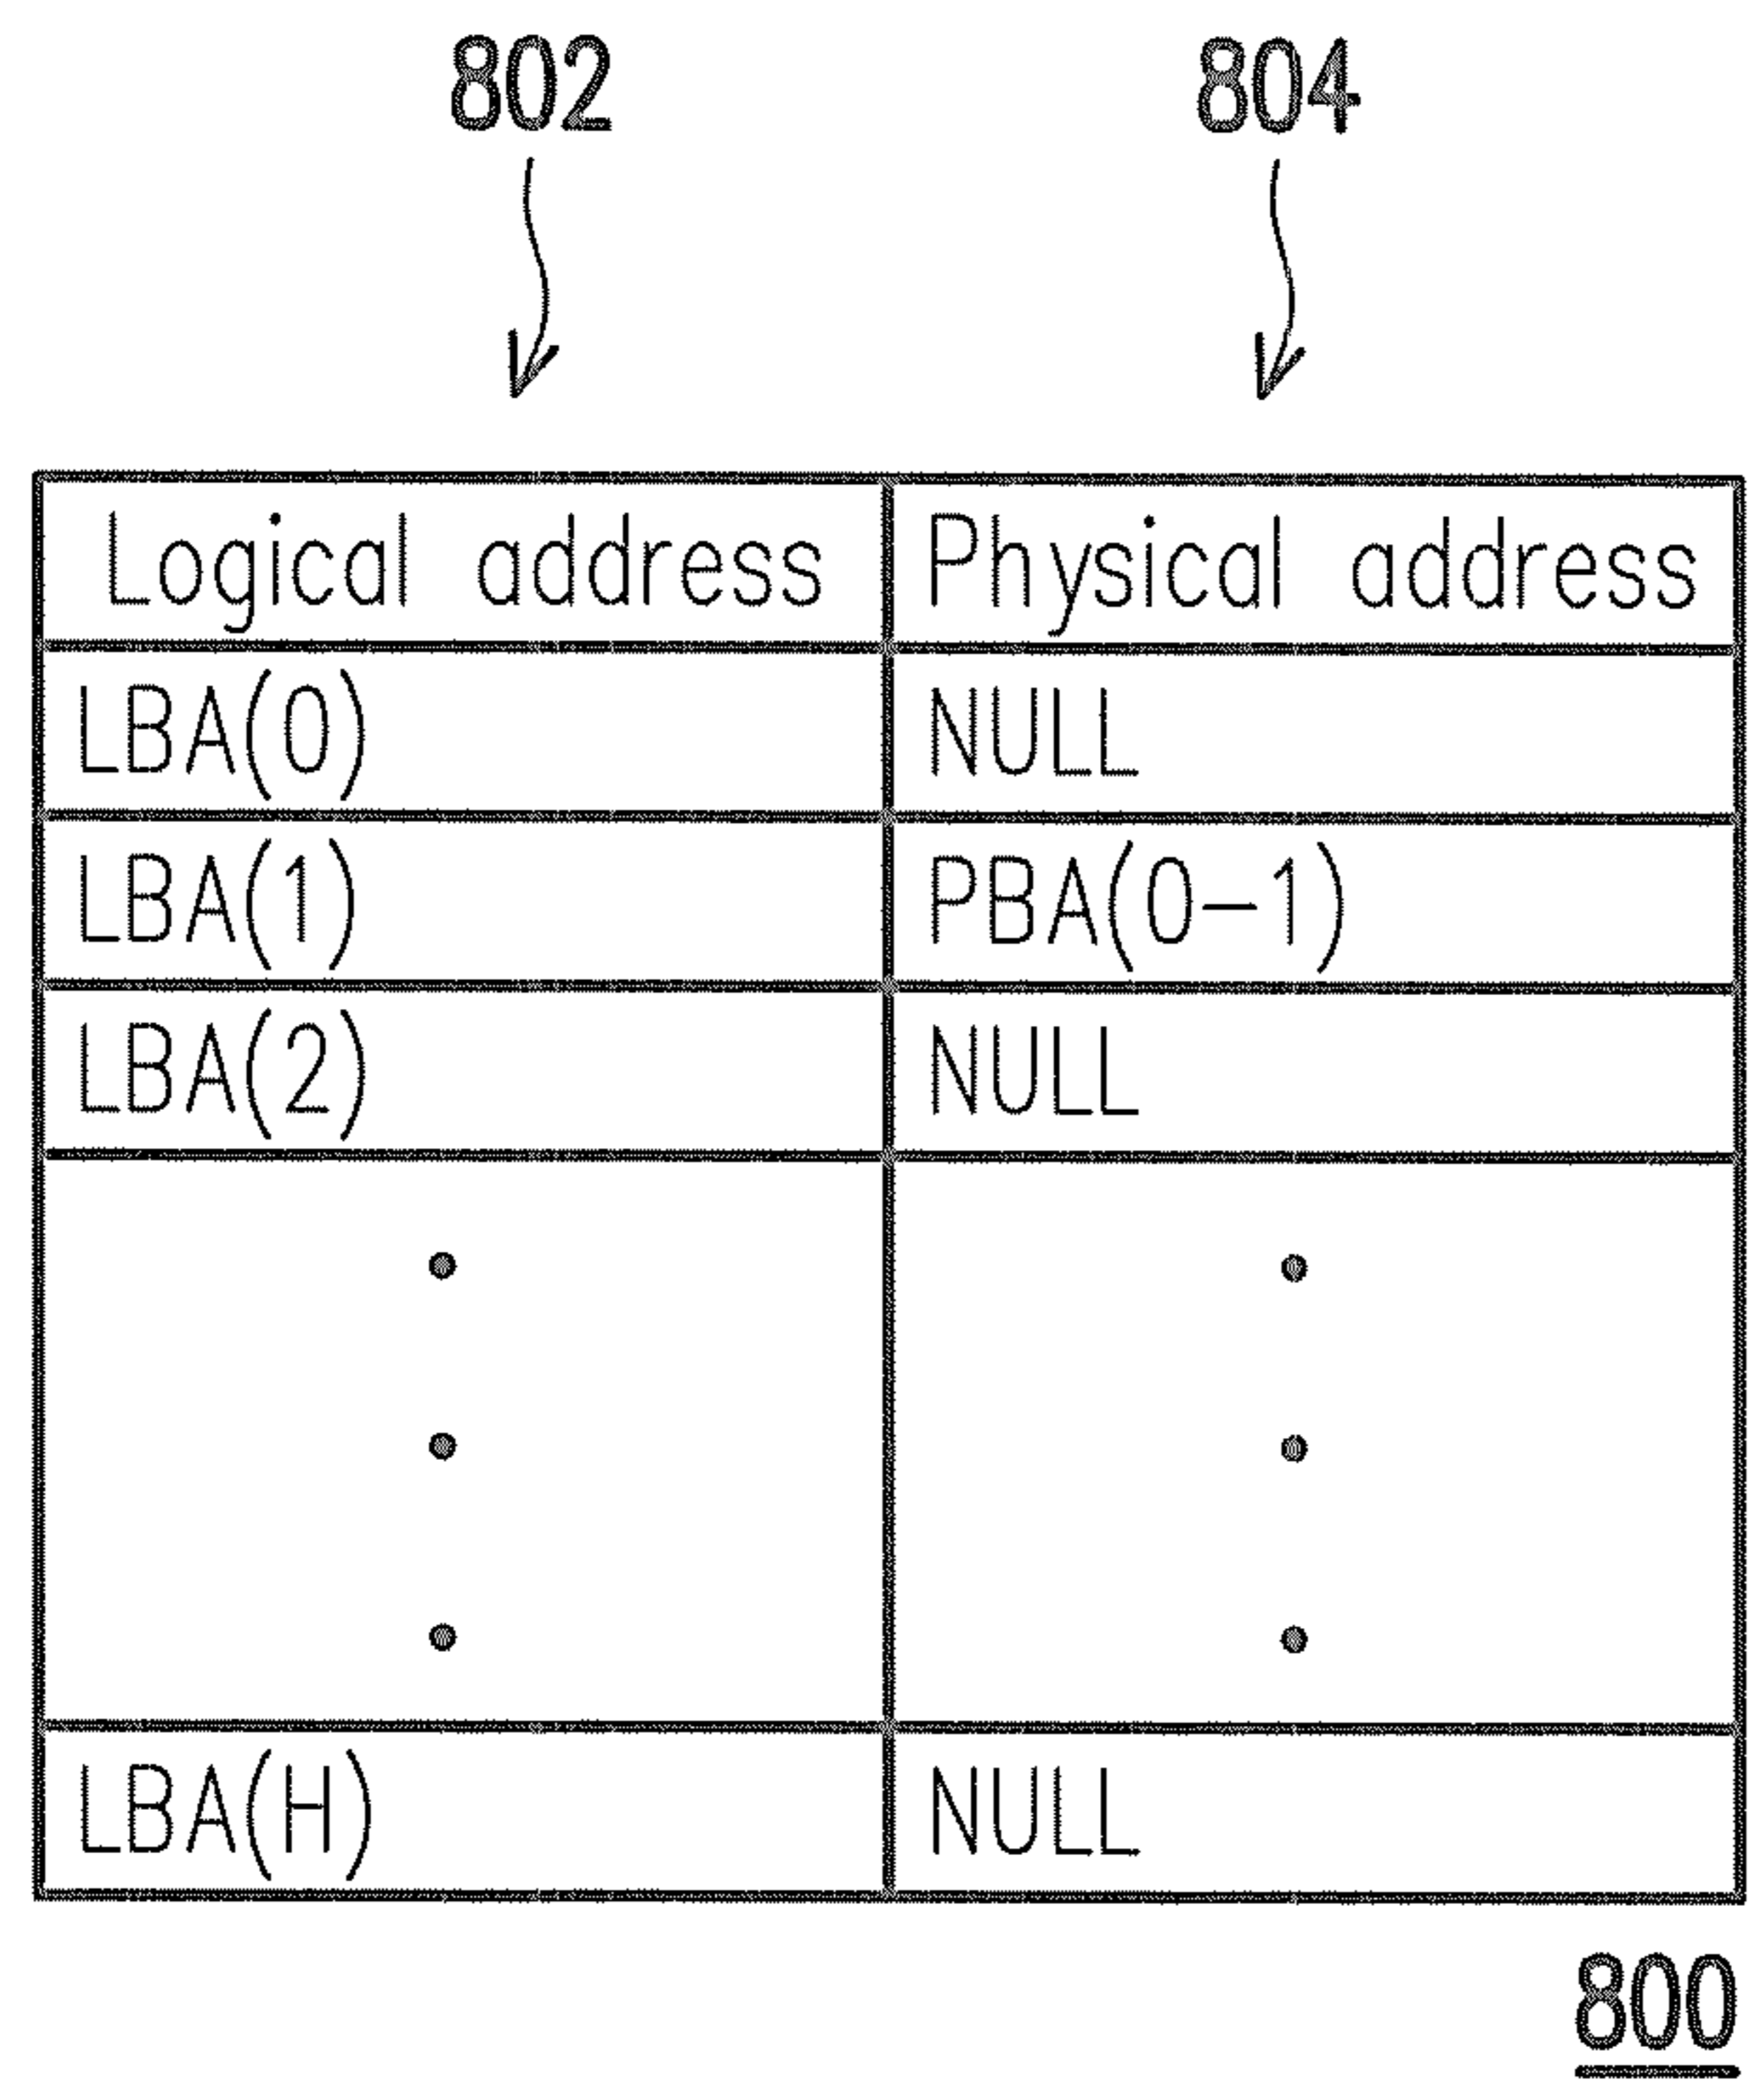 802 804
Logical address Physical address
LBA(0) NULL
LBA(1) PBA(0-1)
LBA(2) NULL
LBA(H) NULL
800